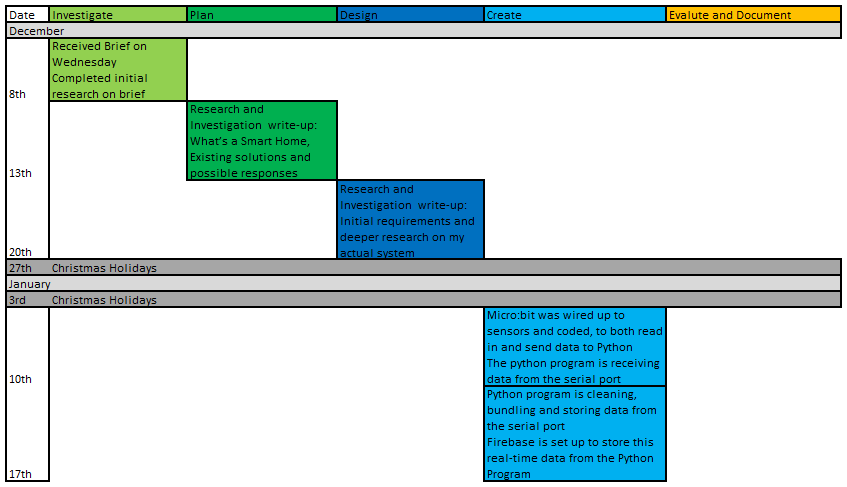 Date Investigate Plan Design Create Evalute and Document
December
Received Brief on
Wednesday
Completed initial
research on brief
8th
Research and
Investigation write-up:
What's a Smart Home,
Existing solutions and
possible responses
13th
Research and
Investigation write-up:
Initial requirements and
deeper research on my
actual system
20th
27th Christmas Holidays
January
3rd Christmas Holidays
Micro:bit was wired up to
sensors and coded, to both read
in and send data to Python
The python program is receiving
data from the serial port
10th
Python program is cleaning,
bundling and storing data from
the serial port
Firebase is set up to store this
real-time data from the Python
Program
17th